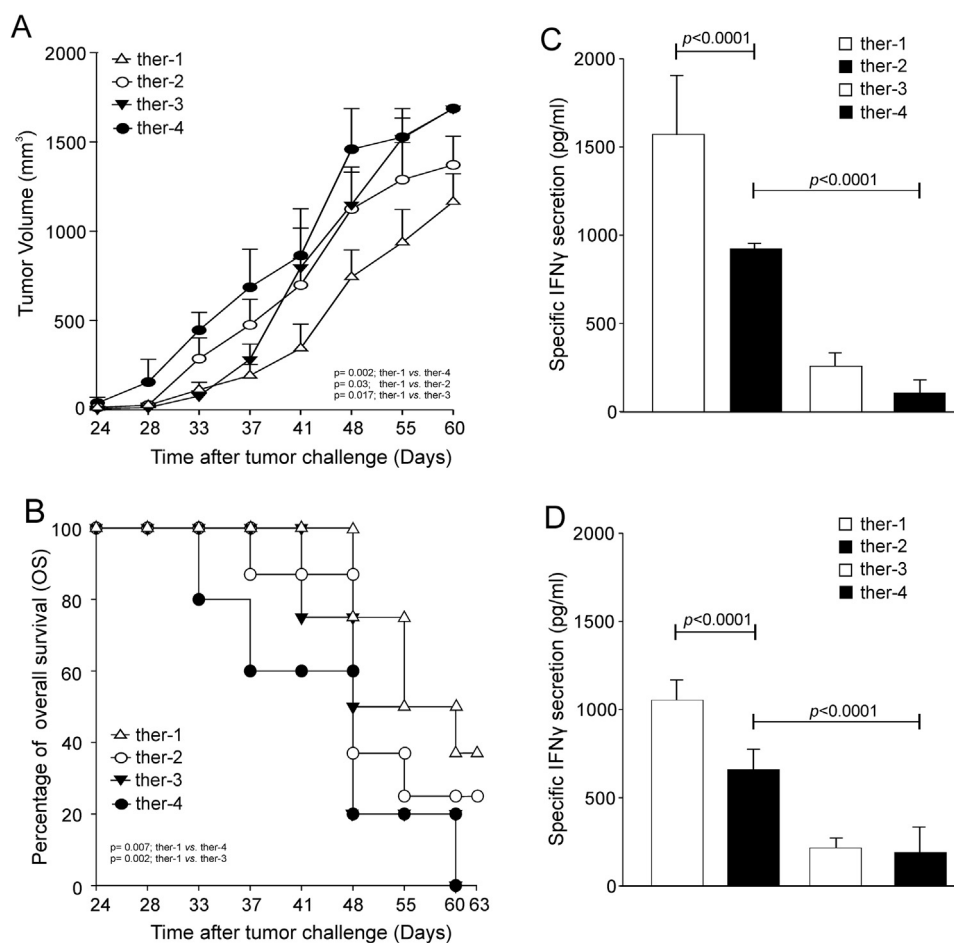 A
2000
1500
1000
500
0
Tumor Volume (mm³)
ther-1
ther-2
ther-3
ther-4
p= 0.002; ther-1 vs. ther-4
p= 0.03; ther-1 vs. ther-2
p= 0.017; ther-1 vs. ther-3
24 28 33 37 41 48 55 60
Time after tumor challenge (Days)
B
100
80
60
40
20
0
Percentage of overall survival (OS)
ther-1
ther-2
ther-3
ther-4
p= 0.007; ther-1 vs. ther-4
p= 0.002; ther-1 vs. ther-3
24 28 33 37 41 48 55 60 63
Time after tumor challenge (Days)
C
2000
1500
1000
500
0
Specific IFNγ secretion (pg/ml)
p<0.0001
p<0.0001
ther-1
ther-2
ther-3
ther-4
D
2000
1500
1000
500
0
Specific IFNγ secretion (pg/ml)
p<0.0001
p<0.0001
ther-1
ther-2
ther-3
ther-4